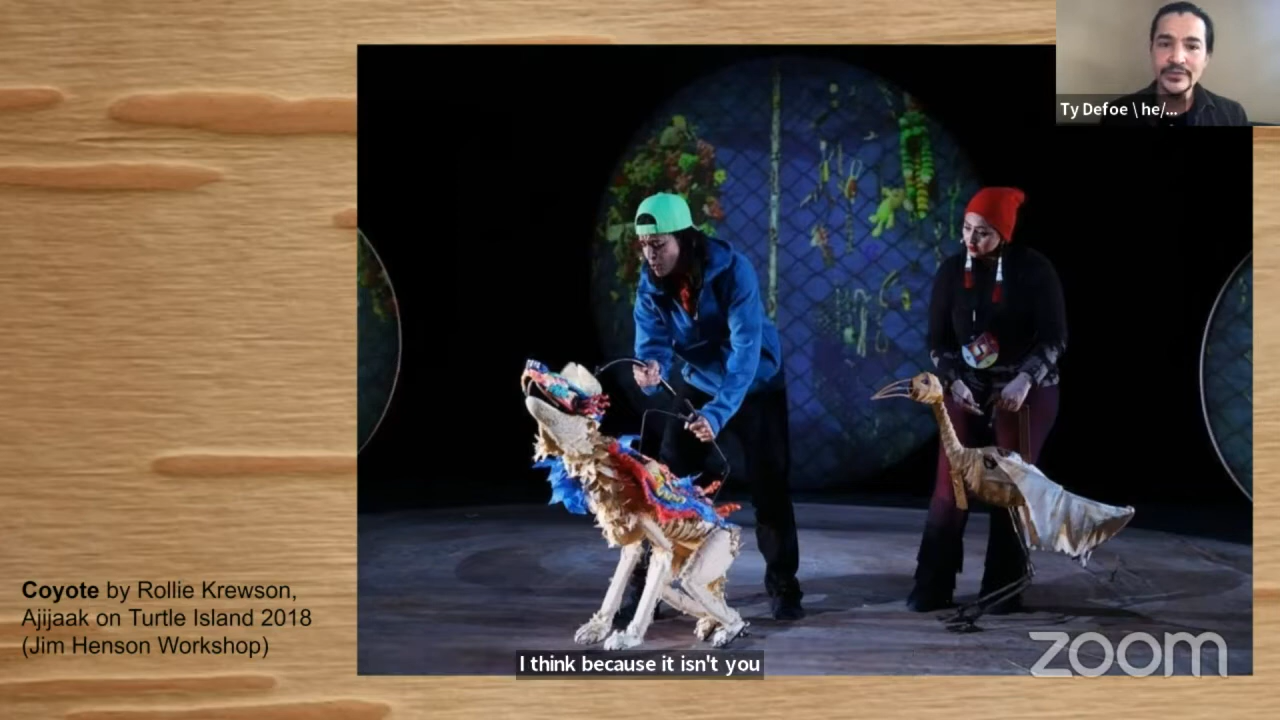 Ty Defoe \ he/...
Coyote by Rollie Krewson,
Ajijaak on Turtle Island 2018
(Jim Henson Workshop)
I think because it isn't you
zoom